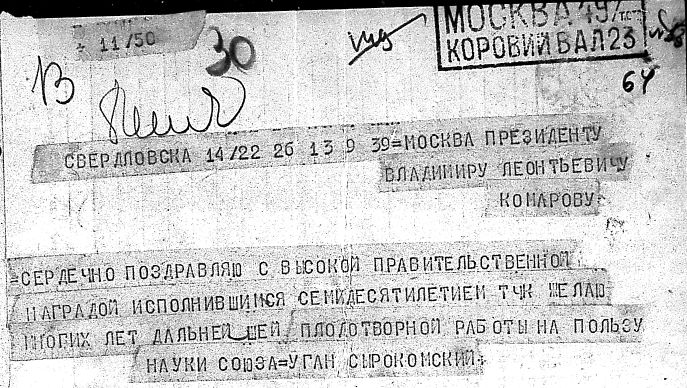 МОСКВА 49
КОРОВИЙ ВАЛ 23
÷ 11/50
30
13
64
СВЕРДЛОВСКА 14/22 26 13 9 39=МОСКВА ПРЕЗИДЕНТУ
ВЛАДИМИРУ ЛЕОНТЬЕВИЧУ
КОМАРОВУ
=СЕРДЕЧНО ПОЗДРАВЛЯЮ С ВЫСОКОЙ ПРАВИТЕЛЬСТВЕННОЙ
НАГРАДОЙ ИСПОЛНИВШИМСЯ СЕМИДЕСЯТИЛЕТИЕМ ТЧК ЖЕЛАЮ
МНОГИХ ЛЕТ ДАЛЬНЕЙШЕЙ ПЛОДОТВОРНОЙ РАБОТЫ НА ПОЛЬЗУ
НАУКИ СОЮЗА=УГАН СЫРОКОМСКИЙ